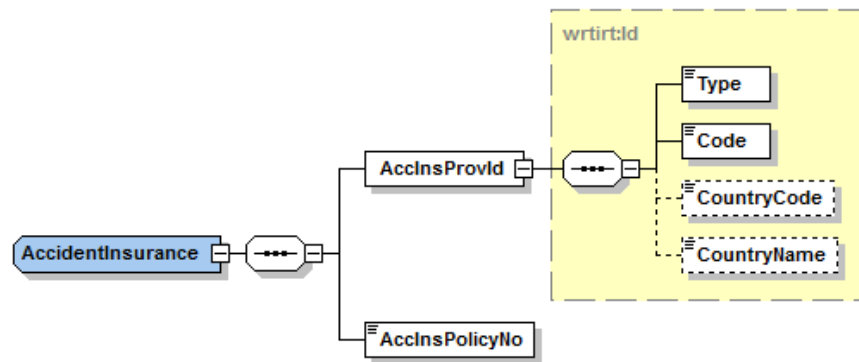 wrtirt:Id
Type
Code
AccInsProvId
CountryCode
CountryName
AccidentInsurance
AccInsPolicyNo